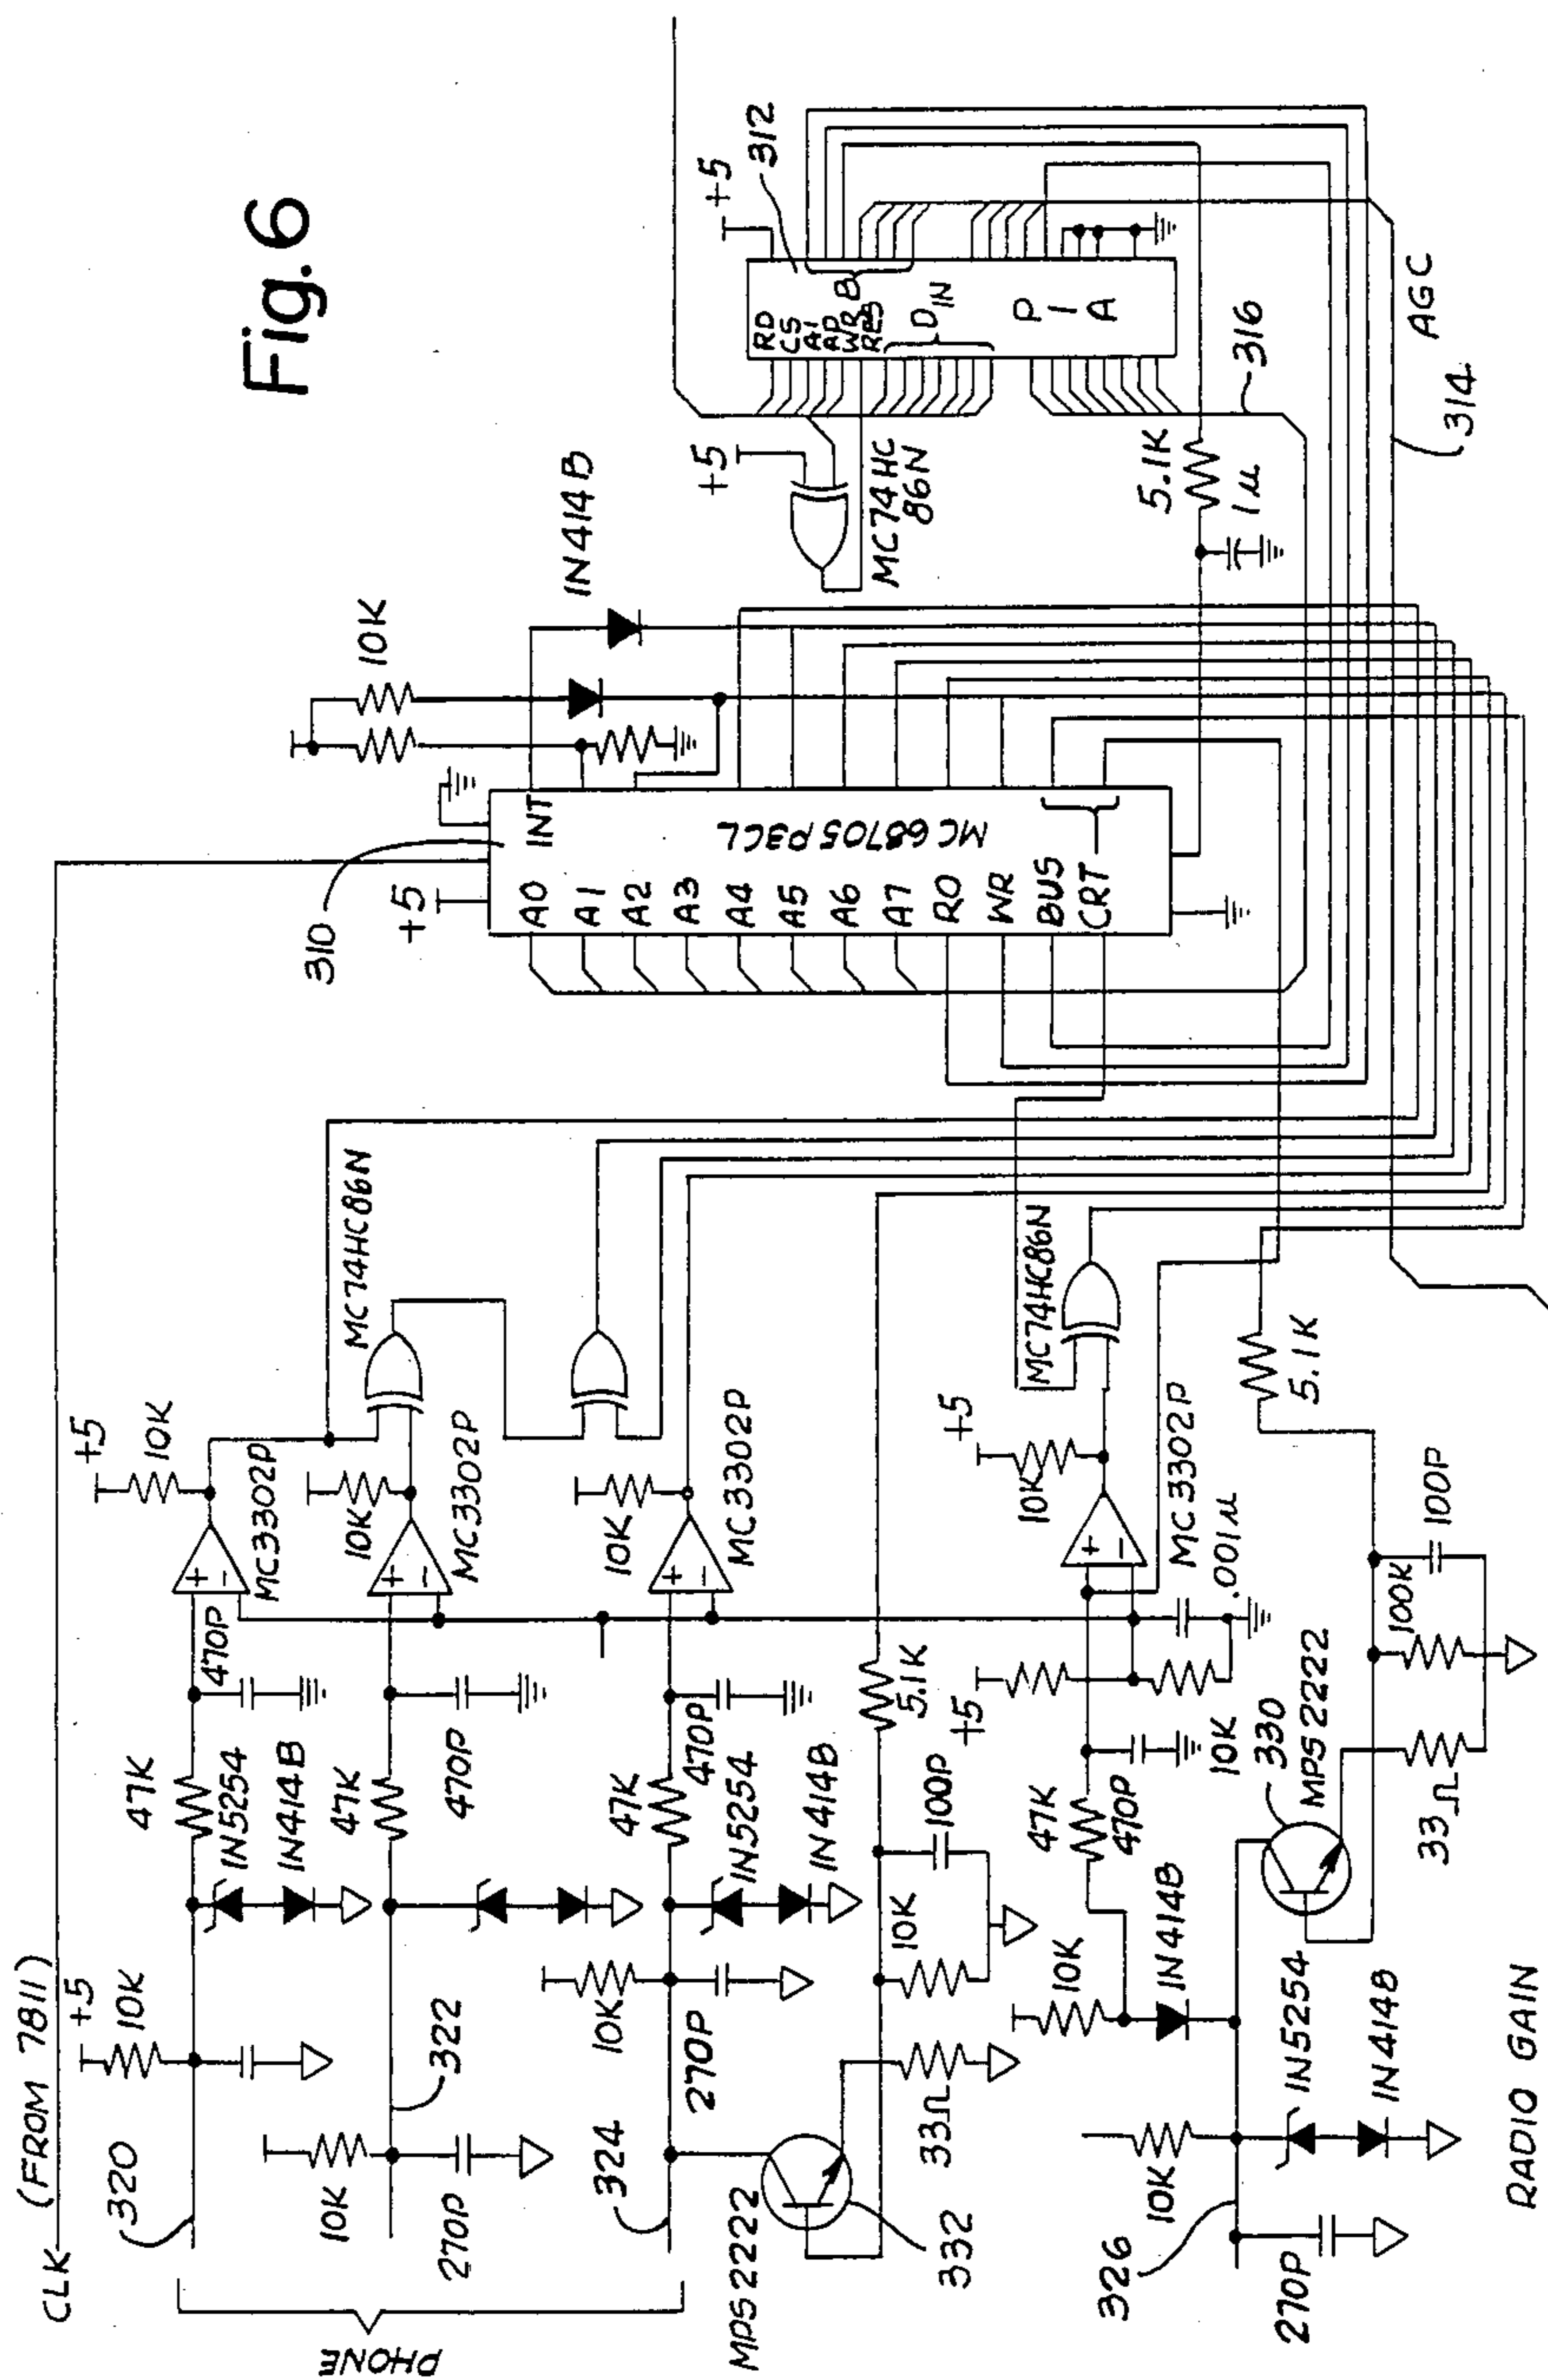 Fig.6
CLK (FROM 7811)
320
+5
10K
47K
IN5254
IN414B
470P
+5
10K
MC3302P
MC74HC86N
10K
270P
322
47K
470P
10K
MC3302P
PHONE
324
10K
270P
47K
IN5254
IN414B
470P
10K
MC3302P
MPS2222
332
33Ω
10K
100P
5.1K
310
+5
INT
A0
A1
A2
A3
A4
A5
A6
A7
RO
WR
BUS
CRT
MC68705P3CL
10K
IN414B
+5
MC74HC
86N
+5
312
RD
CS
A1
A0
WR
RES
B
DIN
PIA
5.1K
1µ
316
AGC
314
326
10K
270P
IN5254
IN4148
10K
IN414B
47K
470P
+5
10K
.001µ
+5
10K
MC3302P
MC74HC86N
330
MPS2222
33Ω
100K
100P
5.1K
RADIO GAIN